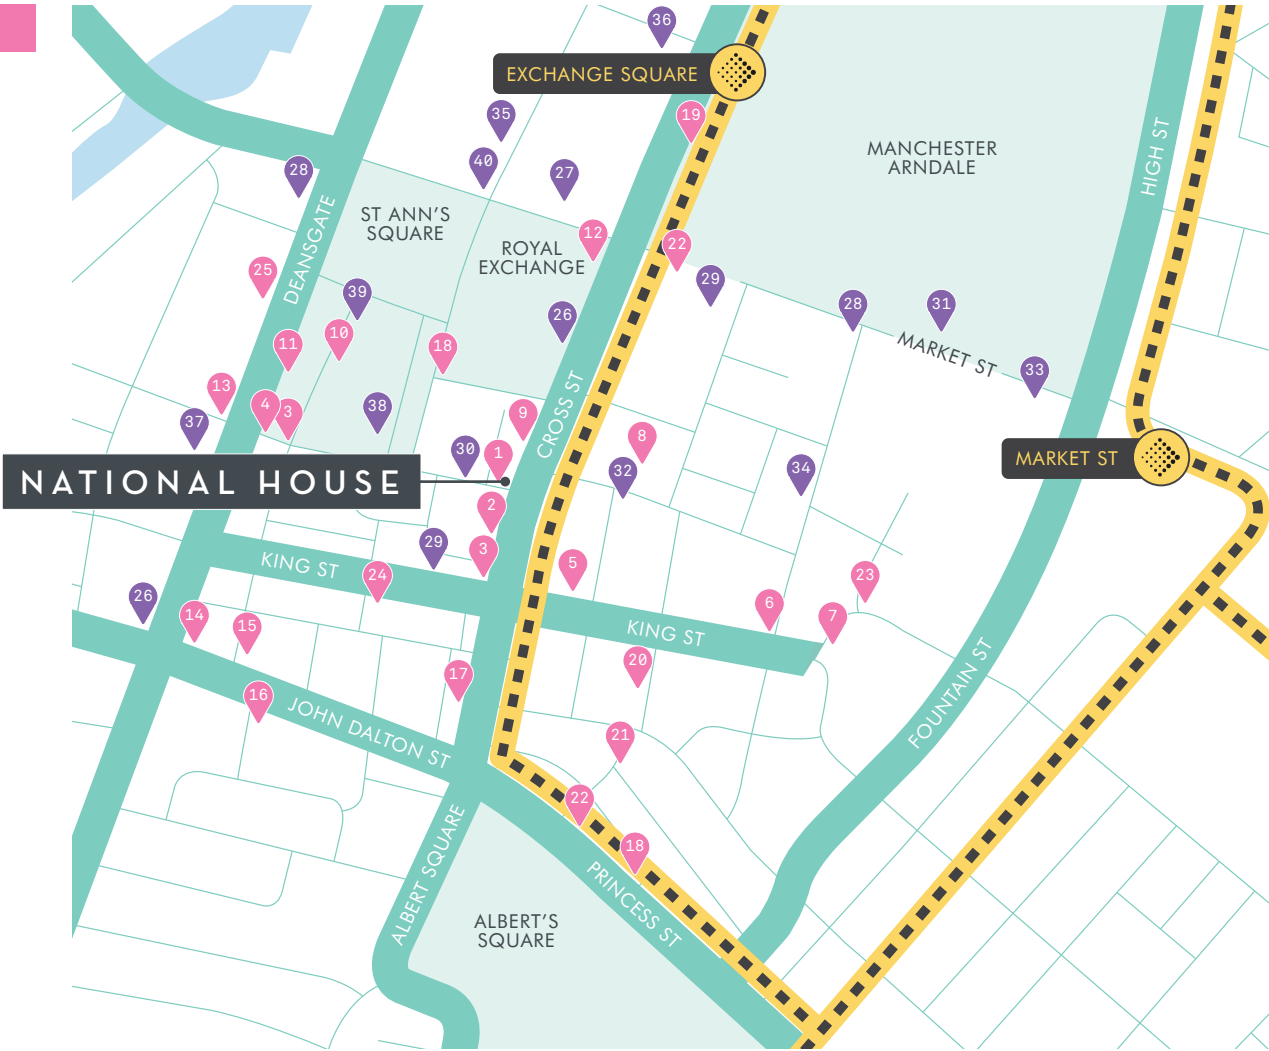 36
EXCHANGE SQUARE
35
19
40
27
28
MANCHESTER
ARNDALE
HIGH ST
ST ANN'S
SQUARE
DEANSGATE
ROYAL
EXCHANGE
12
22
25
39
29
26
28
31
10
11
18
MARKET ST
33
13
4
3
38
37
9
CROSS ST
8
30
1
32
34
MARKET ST
NATIONAL HOUSE
2
29
3
KING ST
24
5
23
26
14
15
6
7
KING ST
20
17
16
JOHN DALTON ST
FOUNTAIN ST
21
22
18
ALBERT SQUARE
PRINCESS ST
ALBERT'S
SQUARE